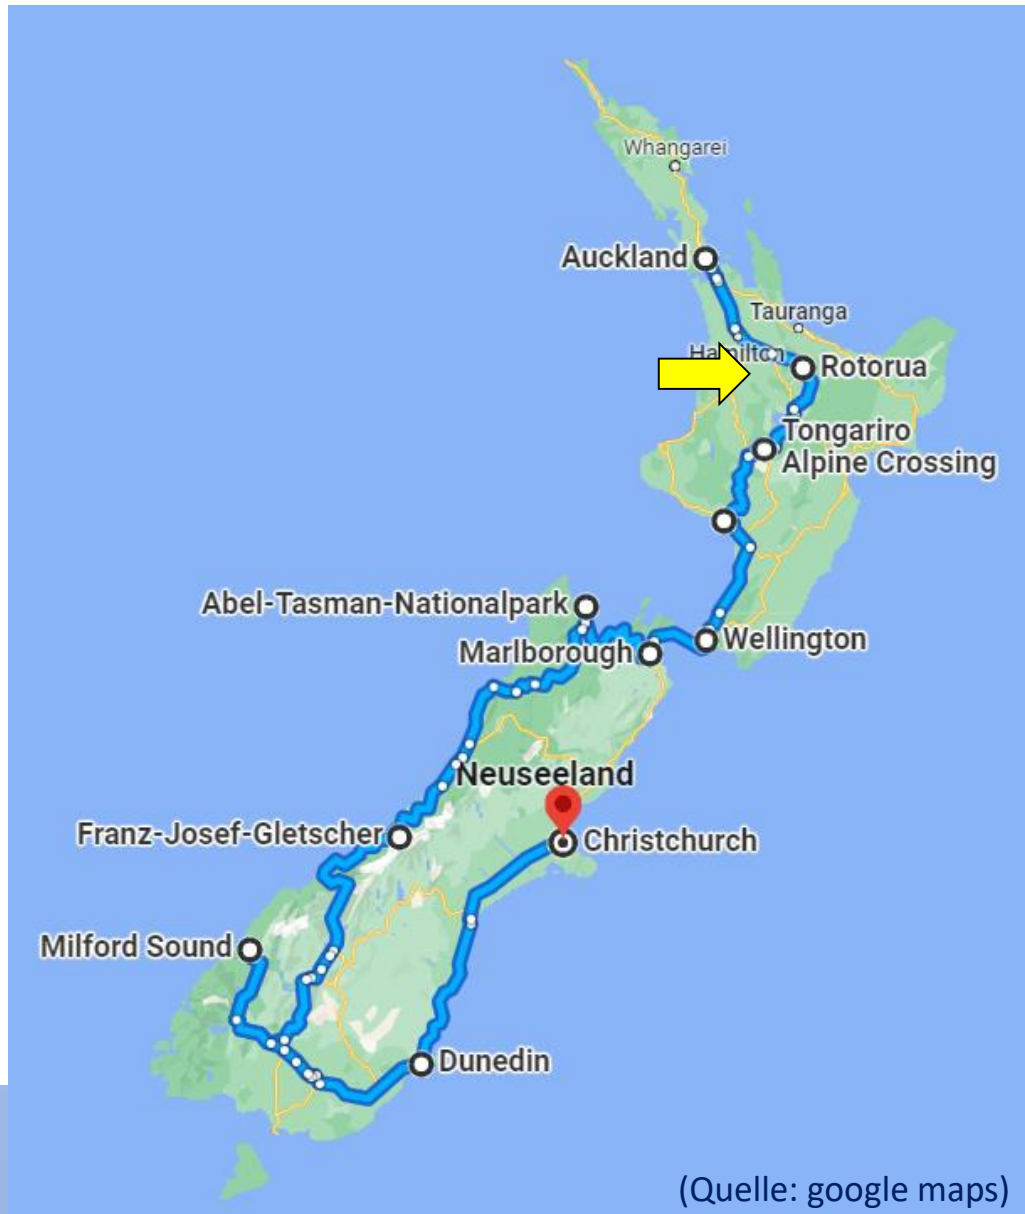 Whangarei
Auckland
Tauranga
Hamilton
Rotorua
Tongariro
Alpine Crossing
Abel-Tasman-Nationalpark
Wellington
Marlborough
Neuseeland
Franz-Josef-Gletscher
Christchurch
Milford Sound
Dunedin
(Quelle: google maps)